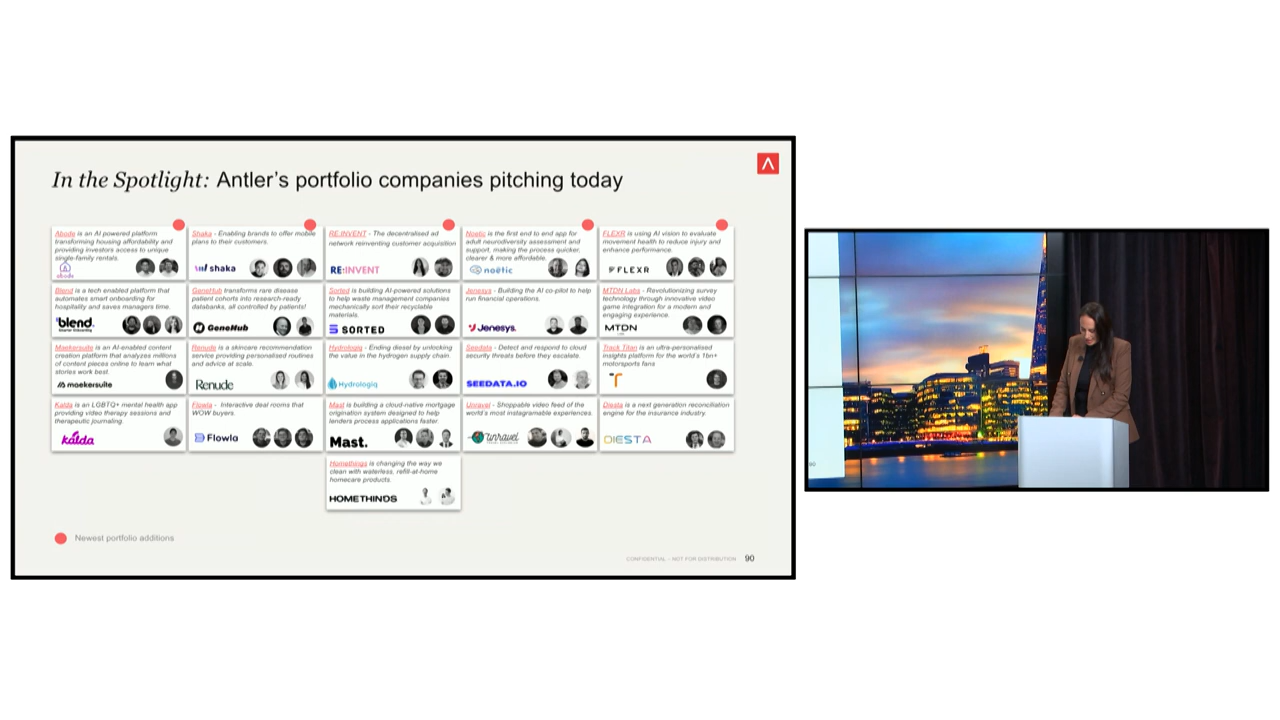 In the Spotlight: Antler's portfolio companies pitching today
Abode is an AI powered platform
transforming housing affordability and
providing investors access to unique
single-family rentals.
abode
Shaka - Enabling brands to offer mobile
plans to their customers.
shaka
RE:INVENT - The decentralised ad
network reinventing customer acquisition
RE:INVENT
Noetic is the first end to end app for
adult neurodiversity assessment and
support, making the process quicker,
clearer & more affordable.
noētic
FLEXR is using AI vision to evaluate
movement health to reduce injury and
enhance performance.
FLEXR
Blend is a tech enabled platform that
automates smart onboarding for
hospitality and saves managers time.
blend.
Smarter Onboarding
GeneHub transforms rare disease
patient cohorts into research-ready
databanks, all controlled by patients!
GeneHub
Sorted is building AI-powered solutions
to help waste management companies
mechanically sort their recyclable
materials.
SORTED
Jenesys - Building the AI co-pilot to help
run financial operations.
Jenesys.
MTDN Labs - Revolutionizing survey
technology through innovative video
game integration for a modern and
engaging experience.
MTDN
Maekersuite is an AI-enabled content
creation platform that analyzes millions
of content pieces online to learn what
stories work best.
maekersuite
Renude is a skincare recommendation
service providing personalised routines
and advice at scale.
Renude
Hydrologiq - Ending diesel by unlocking
the value in the hydrogen supply chain.
Hydrologiq
Seedata - Detect and respond to cloud
security threats before they escalate.
SEEDATA.IO
Track Titan is an ultra-personalised
insights platform for the world's 1bn+
motorsports fans
Kalda is an LGBTQ+ mental health app
providing video therapy sessions and
therapeutic journaling.
kalda
Flowla - Interactive deal rooms that
WOW buyers.
Flowla
Mast is building a cloud-native mortgage
origination system designed to help
lenders process applications faster.
Mast.
Unravel - Shoppable video feed of the
world's most instagramable experiences.
unravel
Diesta is a next generation reconciliation
engine for the insurance industry.
DIESTA
Homethings is changing the way we
clean with waterless, refill-at-home
homecare products.
HOMETHINGS
Newest portfolio additions
CONFIDENTIAL - NOT FOR DISTRIBUTION 90
90